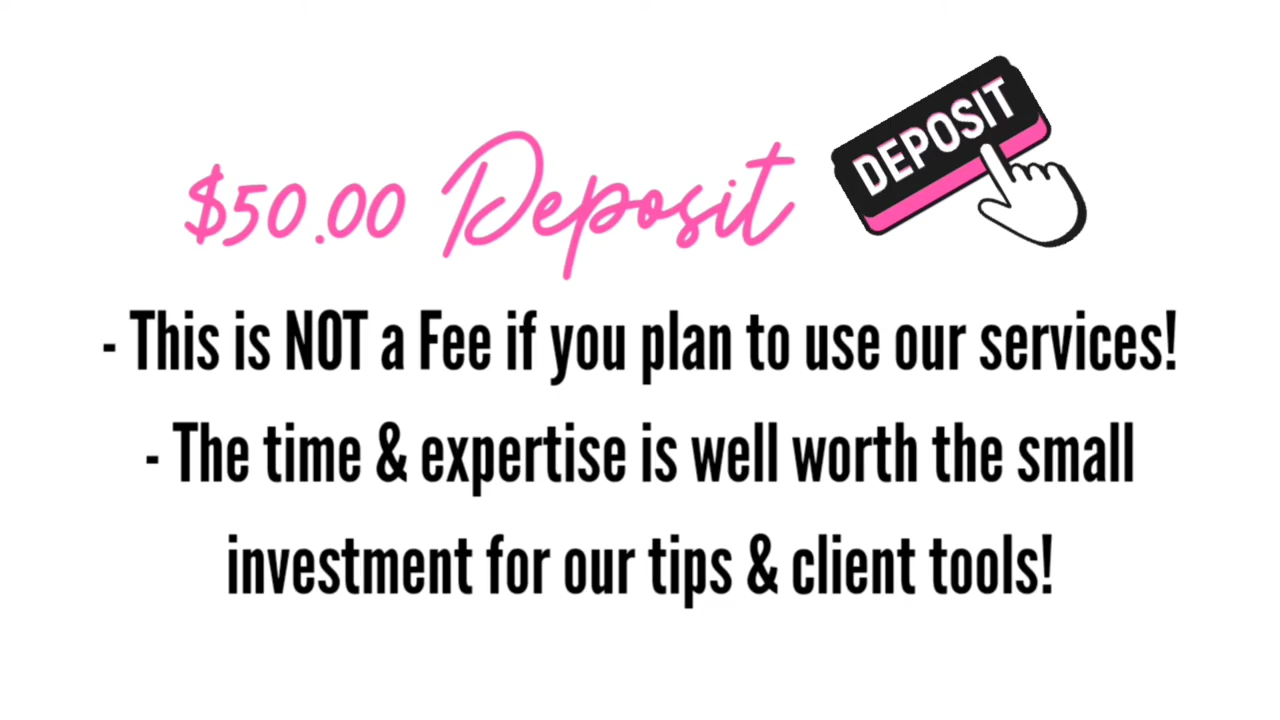 DEPOSIT
$50.00 Deposit
- This is NOT a Fee if you plan to use our services!
- The time & expertise is well worth the small
investment for our tips & client tools!